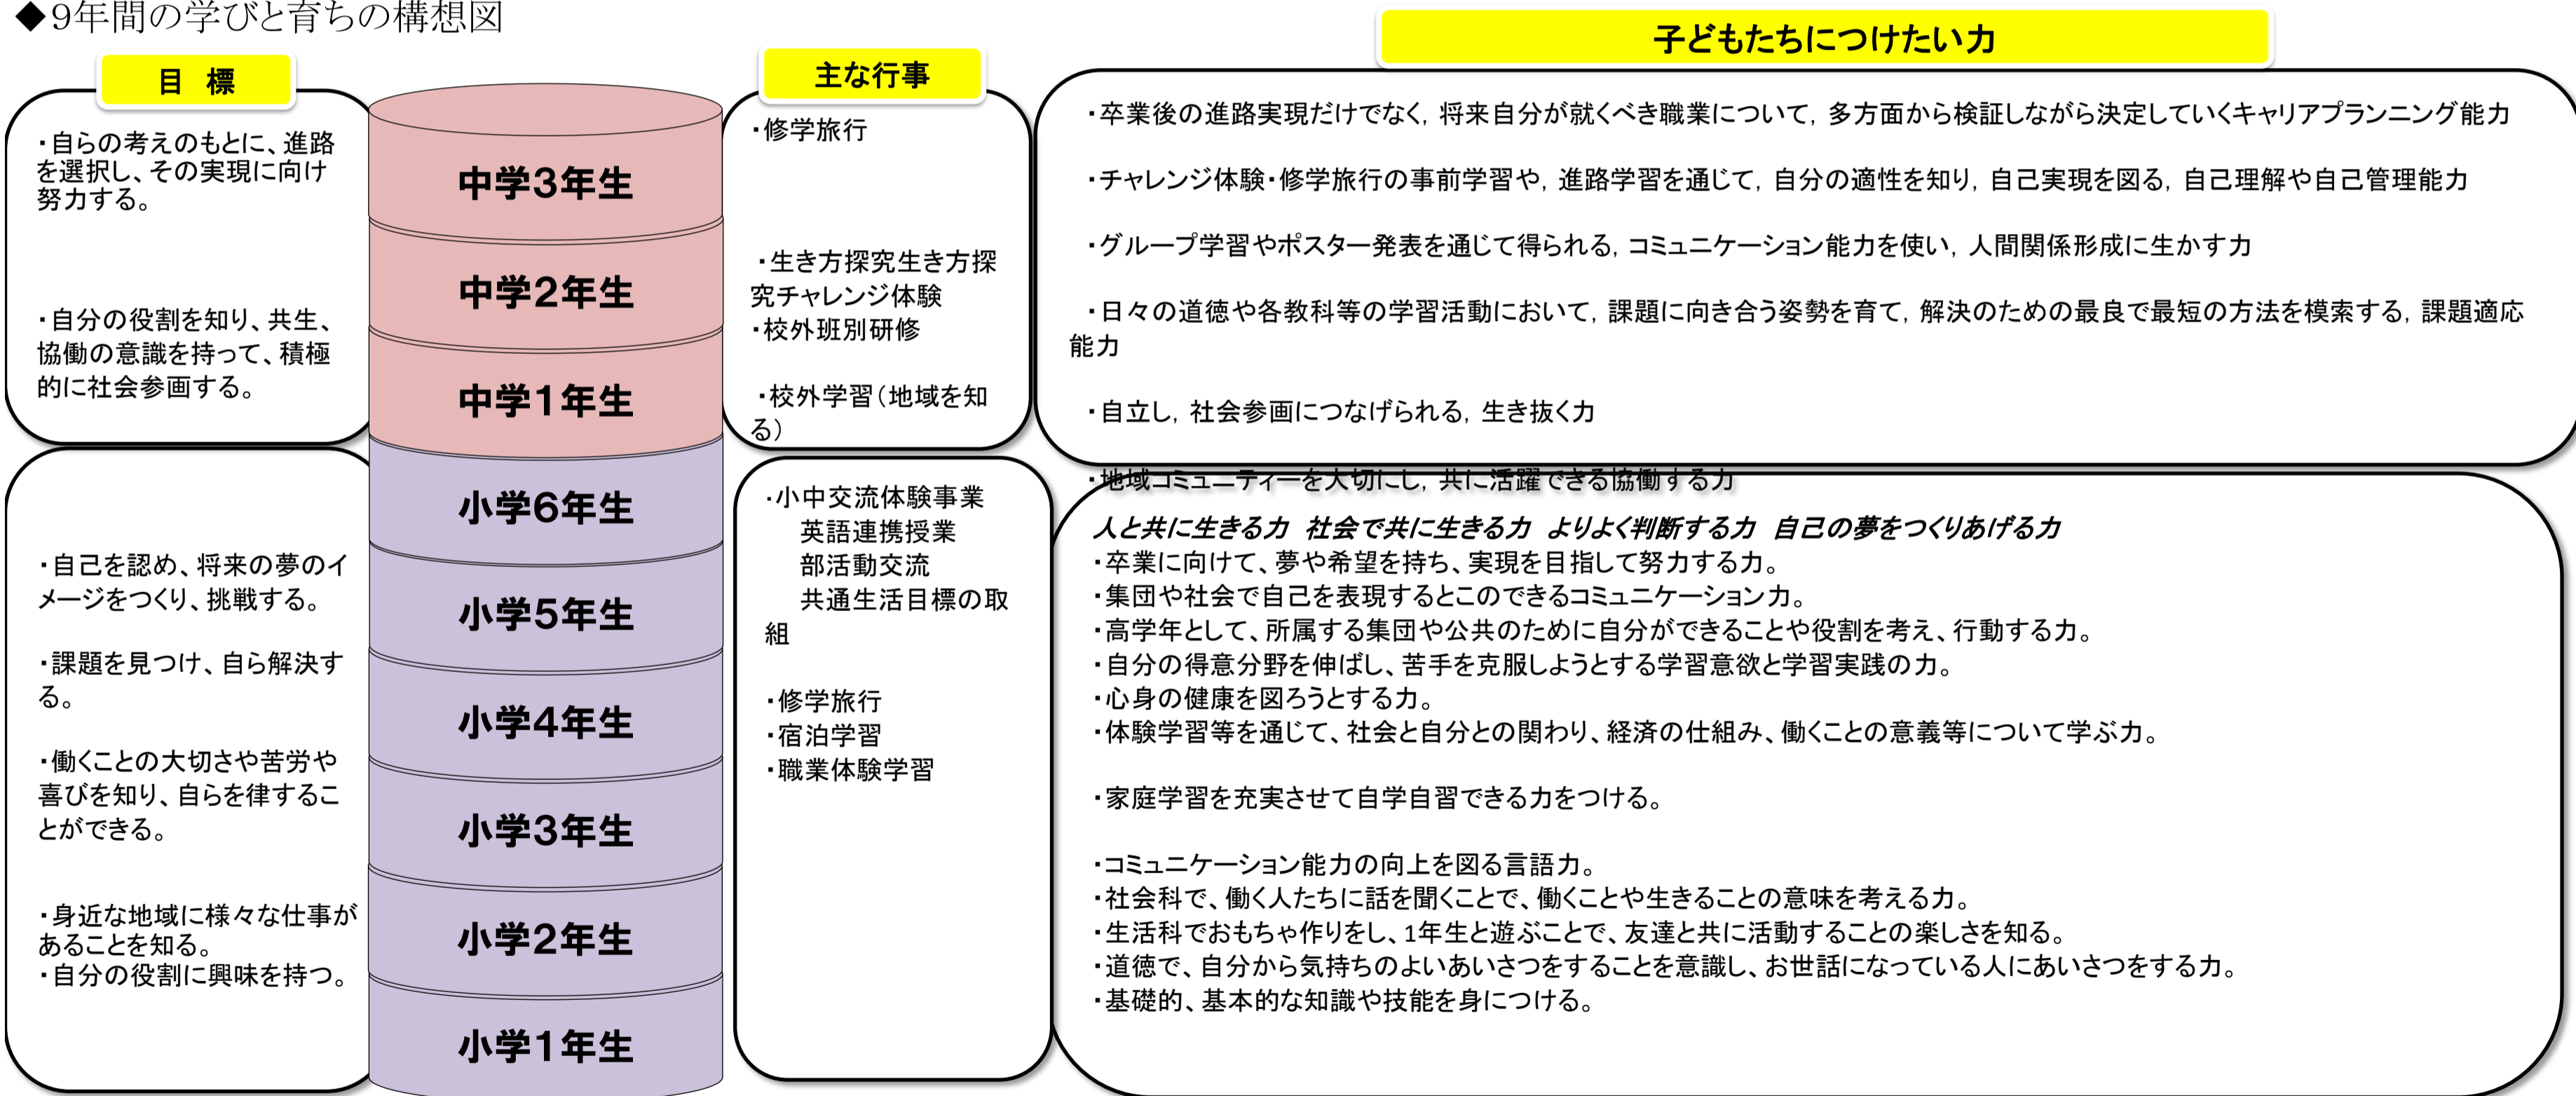 ◆9年間の学びと育ちの構想図
目 標
・自らの考えのもとに、進路
を選択し、その実現に向け
努力する。
・自分の役割を知り、共生、
協働の意識を持って、積極
的に社会参画する。
・自己を認め、将来の夢のイ
メージをつくり、挑戦する。
・課題を見つけ、自ら解決す
る。
・働くことの大切さや苦労や
喜びを知り、自らを律するこ
とができる。
・身近な地域に様々な仕事が
あることを知る。
・自分の役割に興味を持つ。
中学3年生
中学2年生
中学1年生
小学6年生
小学5年生
小学4年生
小学3年生
小学2年生
小学1年生
主な行事
・修学旅行
・生き方探究生き方探
究チャレンジ体験
・校外班別研修
・校外学習(地域を知
る)
・小中交流体験事業
英語連携授業
部活動交流
共通生活目標の取
組
・修学旅行
・宿泊学習
・職業体験学習
子どもたちにつけたい力
・卒業後の進路実現だけでなく，将来自分が就くべき職業について，多方面から検証しながら決定していくキャリアプランニング能力
・チャレンジ体験・修学旅行の事前学習や，進路学習を通じて，自分の適性を知り，自己実現を図る，自己理解や自己管理能力
・グループ学習やポスター発表を通じて得られる，コミュニケーション能力を使い，人間関係形成に生かす力
・日々の道徳や各教科等の学習活動において，課題に向き合う姿勢を育て，解決のための最良で最短の方法を模索する，課題適応
能力
・自立し，社会参画につなげられる，生き抜く力
・地域コミュニティーを大切にし，共に活躍できる協働する力
人と共に生きる力 社会で共に生きる力 よりよく判断する力 自己の夢をつくりあげる力
・卒業に向けて、夢や希望を持ち、実現を目指して努力する力。
・集団や社会で自己を表現するとこのできるコミュニケーション力。
・高学年として、所属する集団や公共のために自分ができることや役割を考え、行動する力。
・自分の得意分野を伸ばし、苦手を克服しようとする学習意欲と学習実践の力。
・心身の健康を図ろうとする力。
・体験学習等を通じて、社会と自分との関わり、経済の仕組み、働くことの意義等について学ぶ力。
・家庭学習を充実させて自学自習できる力をつける。
・コミュニケーション能力の向上を図る言語力。
・社会科で、働く人たちに話を聞くことで、働くことや生きることの意味を考える力。
・生活科でおもちゃ作りをし、1年生と遊ぶことで、友達と共に活動することの楽しさを知る。
・道徳で、自分から気持ちのよいあいさつをすることを意識し、お世話になっている人にあいさつをする力。
・基礎的、基本的な知識や技能を身につける。